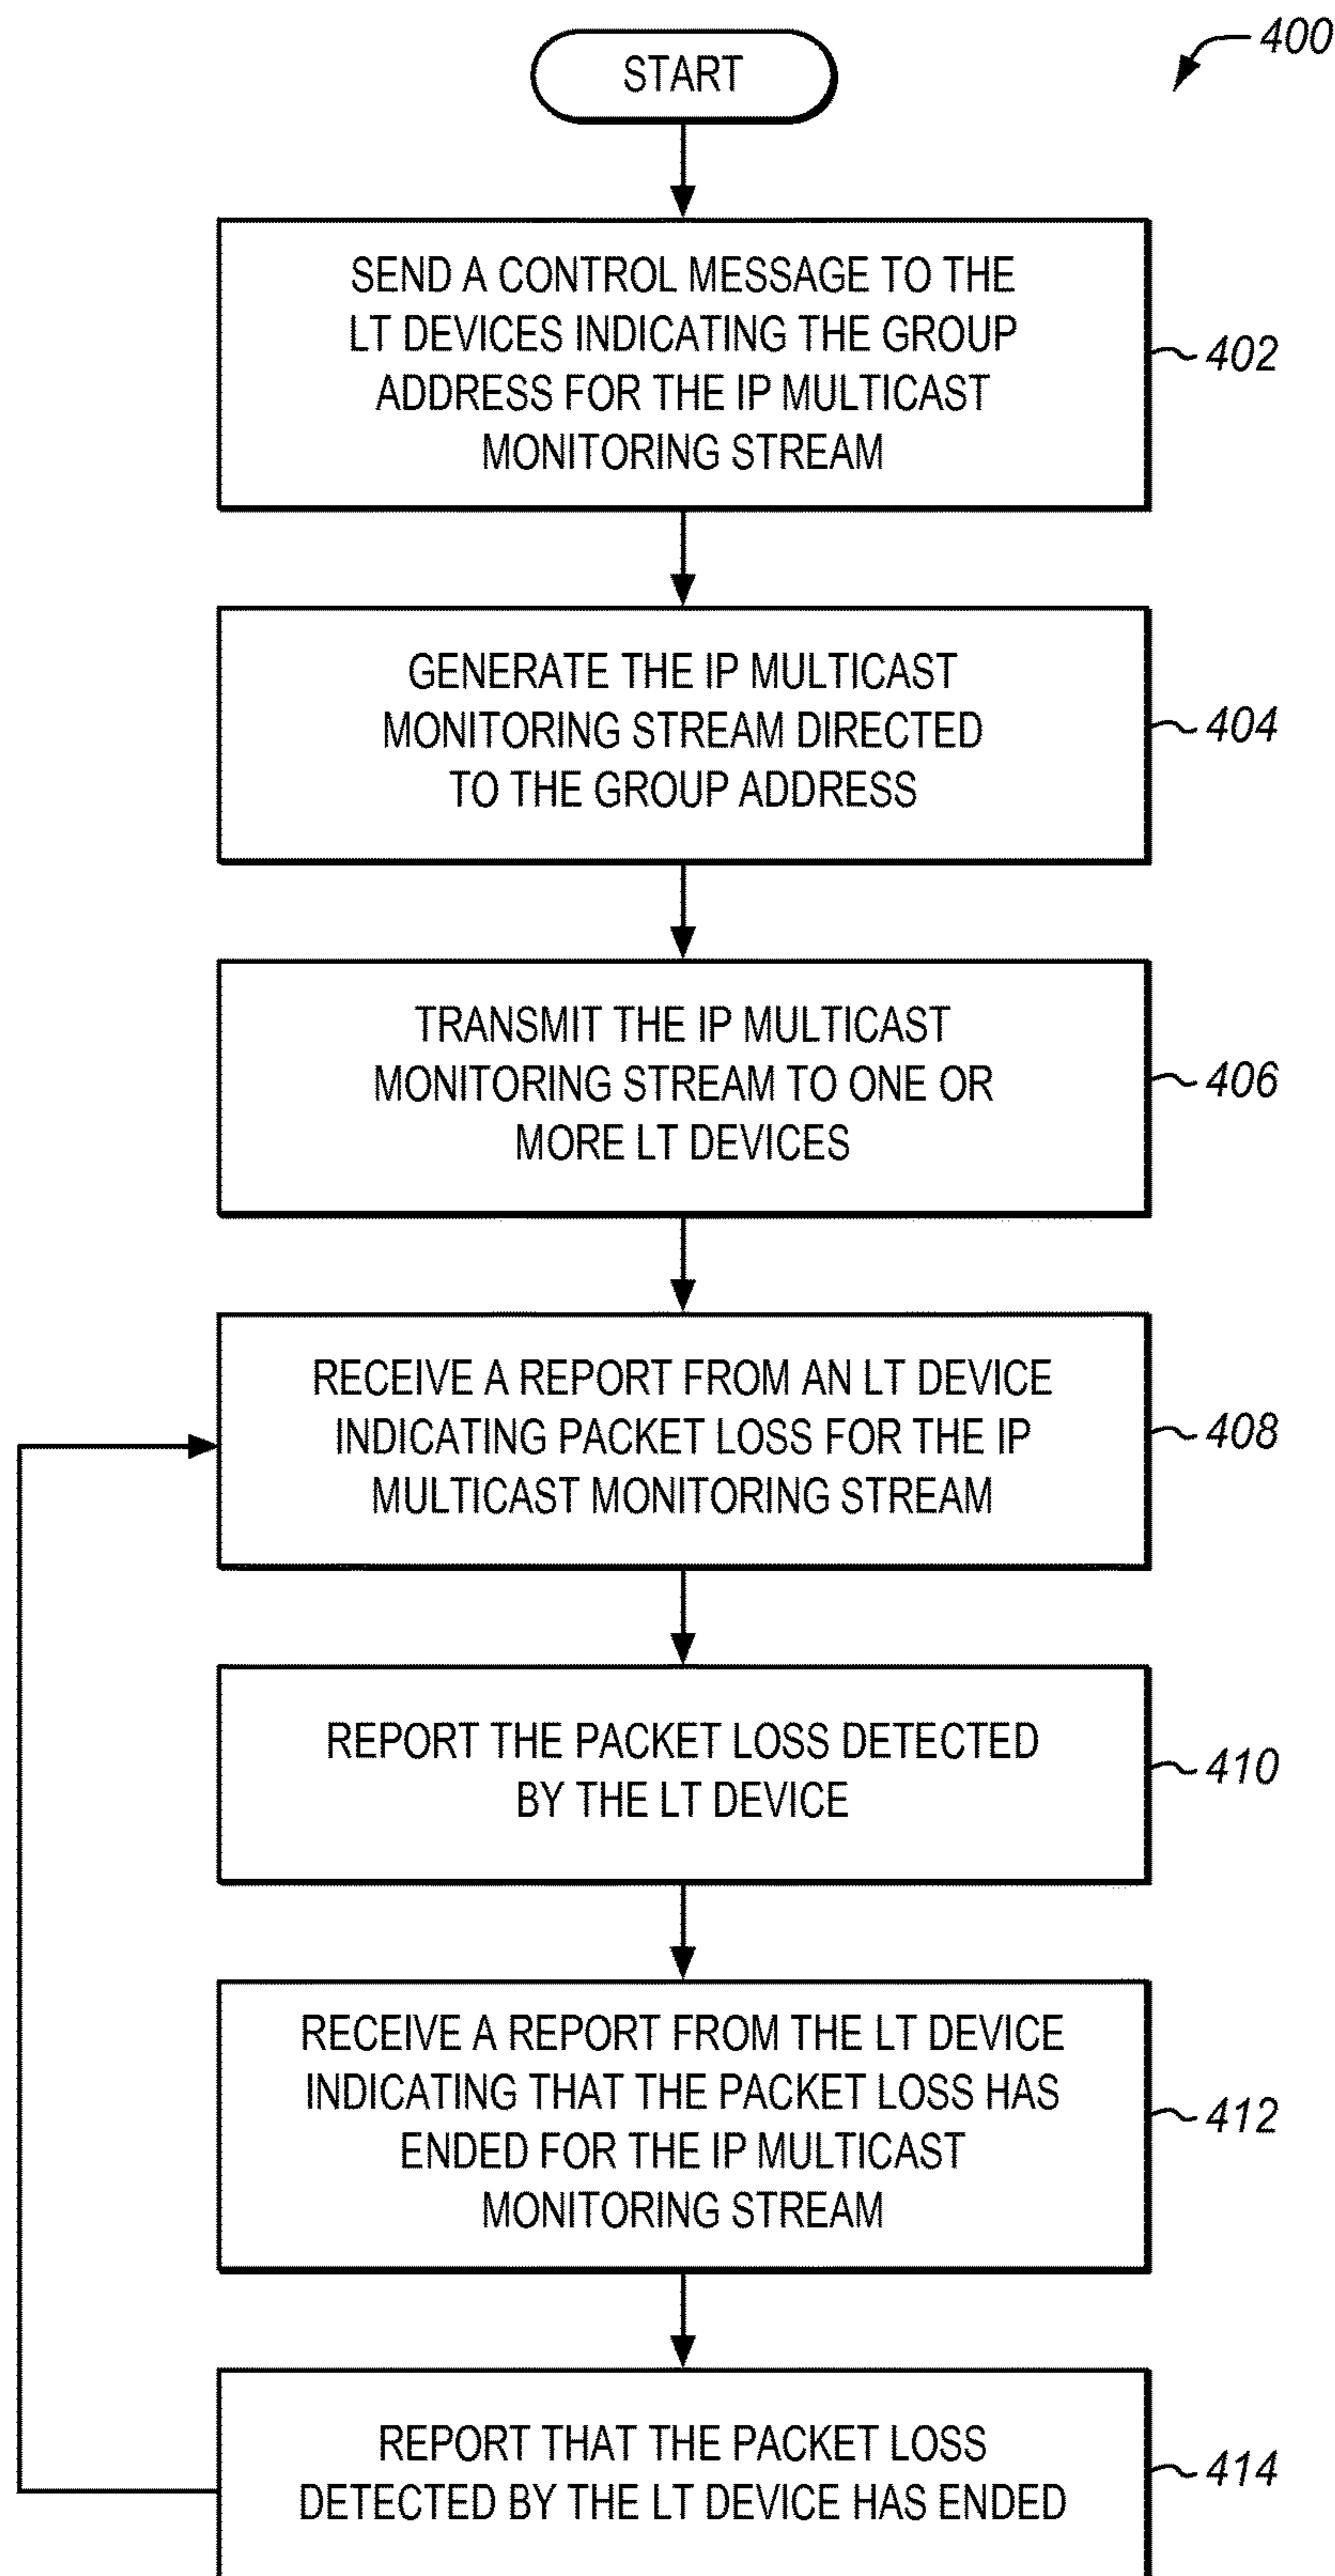 400
START
SEND A CONTROL MESSAGE TO THE
LT DEVICES INDICATING THE GROUP
ADDRESS FOR THE IP MULTICAST
MONITORING STREAM
402
GENERATE THE IP MULTICAST
MONITORING STREAM DIRECTED
TO THE GROUP ADDRESS
404
TRANSMIT THE IP MULTICAST
MONITORING STREAM TO ONE OR
MORE LT DEVICES
406
RECEIVE A REPORT FROM AN LT DEVICE
INDICATING PACKET LOSS FOR THE IP
MULTICAST MONITORING STREAM
408
REPORT THE PACKET LOSS DETECTED
BY THE LT DEVICE
410
RECEIVE A REPORT FROM THE LT DEVICE
INDICATING THAT THE PACKET LOSS HAS
ENDED FOR THE IP MULTICAST
MONITORING STREAM
412
REPORT THAT THE PACKET LOSS
DETECTED BY THE LT DEVICE HAS ENDED
414